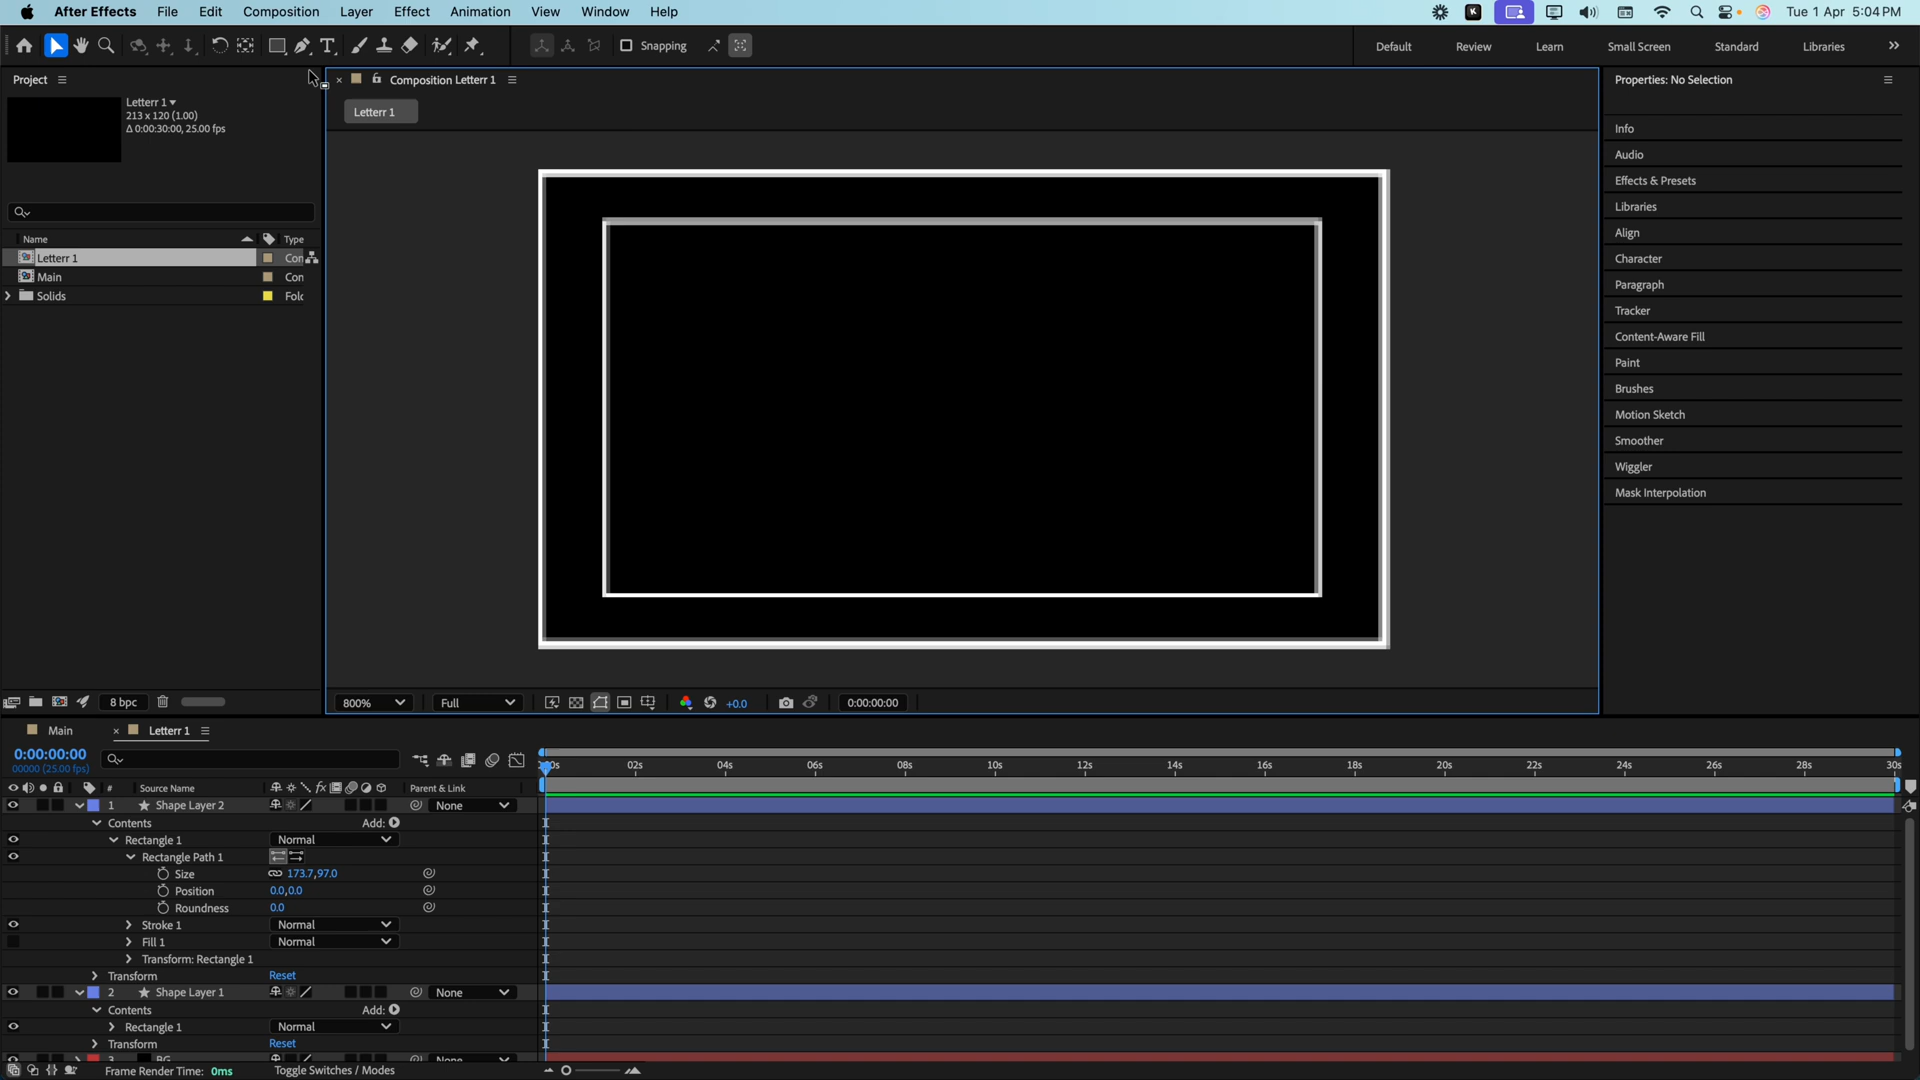 After Effects File Edit Composition Layer Effect Animation View Window Help Tue 1 Apr 5:04 PM
Snapping Default Review Learn Small Screen Standard Libraries
Project
Letterr 1
213 x 120 (1.00)
Δ 0:00:30:00, 25.00 fps
Name Type
Letterr 1 Con
Main Con
Solids Fold
8 bpc
Composition Letterr 1
Letterr 1
800% Full +0.0 0:00:00:00
Properties: No Selection
Info
Audio
Effects & Presets
Libraries
Align
Character
Paragraph
Tracker
Content-Aware Fill
Paint
Brushes
Motion Sketch
Smoother
Wiggler
Mask Interpolation
Main Letterr 1
0:00:00:00
00000 (25.00 fps)
:00s 02s 04s 06s 08s 10s 12s 14s 16s 18s 20s 22s 24s 26s 28s 30s
# Source Name Parent & Link
1 Shape Layer 2 None
Contents Add:
Rectangle 1 Normal
Rectangle Path 1
Size 173.7,97.0
Position 0.0,0.0
Roundness 0.0
Stroke 1 Normal
Fill 1 Normal
Transform: Rectangle 1
Transform Reset
2 Shape Layer 1 None
Contents Add:
Rectangle 1 Normal
Transform Reset
3 BG None
Frame Render Time: 0ms Toggle Switches / Modes